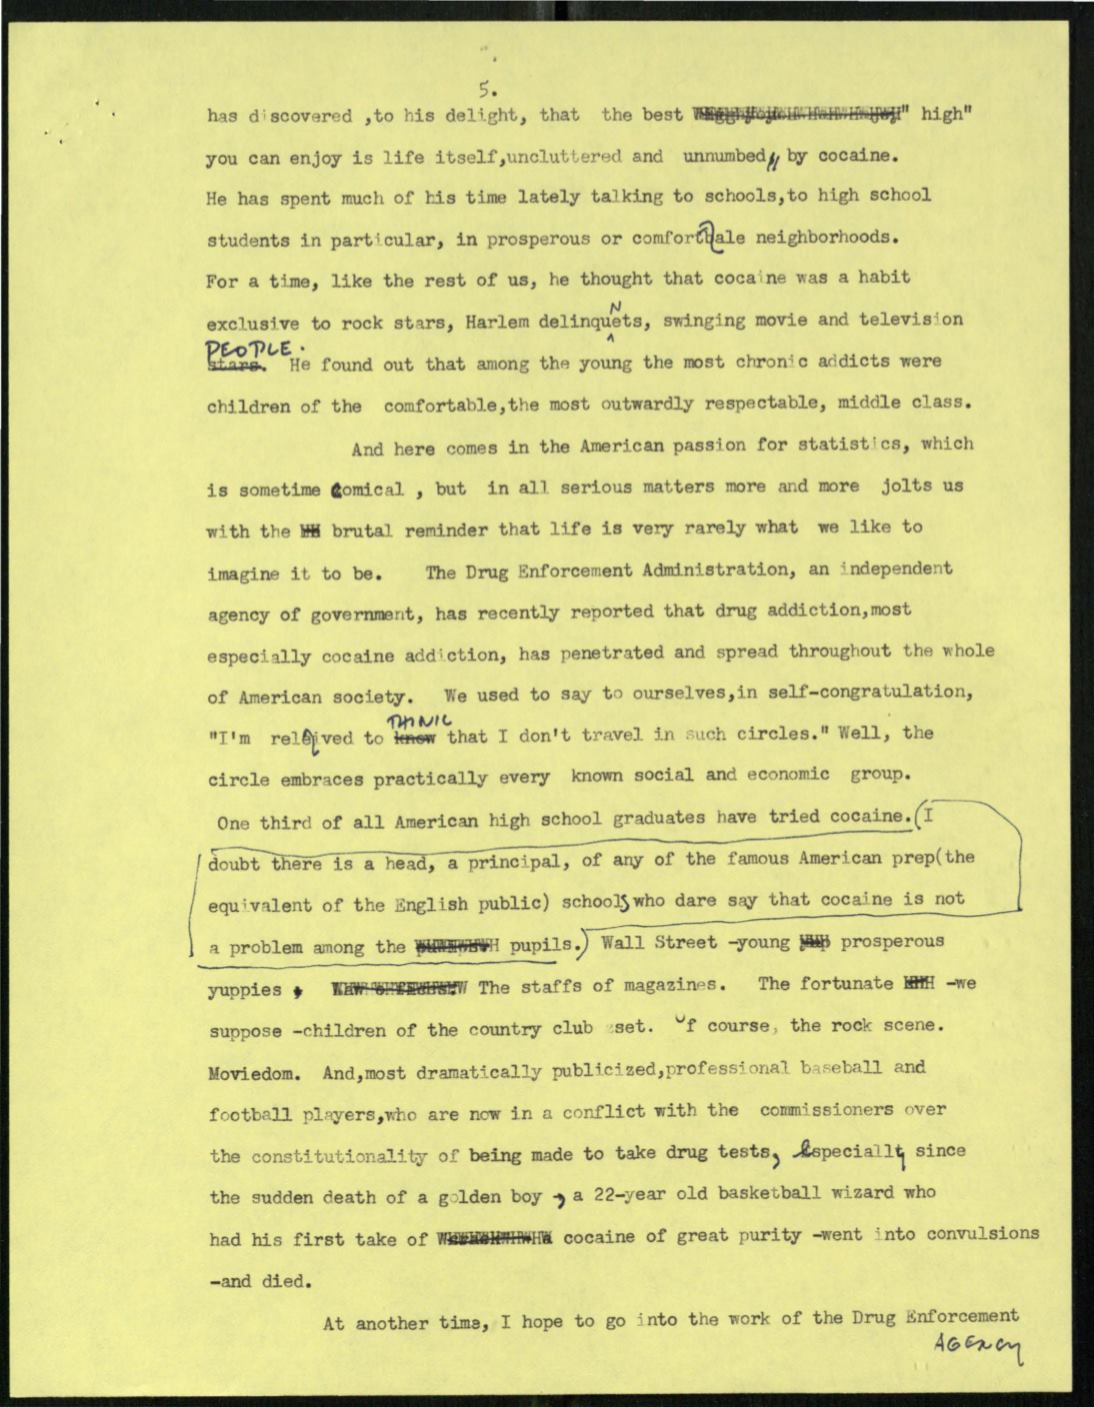 5.
has discovered ,to his delight, that the best " high"
you can enjoy is life itself,uncluttered and unnumbed by cocaine.
He has spent much of his time lately talking to schools,to high school
students in particular, in prosperous or comfortale neighborhoods.
For a time, like the rest of us, he thought that cocaine was a habit
N
exclusive to rock stars, Harlem delinquets, swinging movie and television
PEOPLE.
stars. He found out that among the young the most chronic addicts were
children of the comfortable,the most outwardly respectable, middle class.
And here comes in the American passion for statistics, which
is sometime comical , but in all serious matters more and more jolts us
with the brutal reminder that life is very rarely what we like to
imagine it to be. The Drug Enforcement Administration, an independent
agency of government, has recently reported that drug addiction,most
especially cocaine addiction, has penetrated and spread throughout the whole
of American society. We used to say to ourselves,in self-congratulation,
THINK
"I'm releived to know that I don't travel in such circles." Well, the
circle embraces practically every known social and economic group.
One third of all American high school graduates have tried cocaine.(I
doubt there is a head, a principal, of any of the famous American prep(the
equivalent of the English public) schools who dare say that cocaine is not
a problem among the pupils.) Wall Street -young prosperous
yuppies . The staffs of magazines. The fortunate -we
suppose -children of the country club set. Of course, the rock scene.
Moviedom. And,most dramatically publicized,professional baseball and
football players,who are now in a conflict with the commissioners over
the constitutionality of being made to take drug tests, especially since
the sudden death of a golden boy , a 22-year old basketball wizard who
had his first take of cocaine of great purity -went into convulsions
-and died.
At another time, I hope to go into the work of the Drug Enforcement
AGENCY